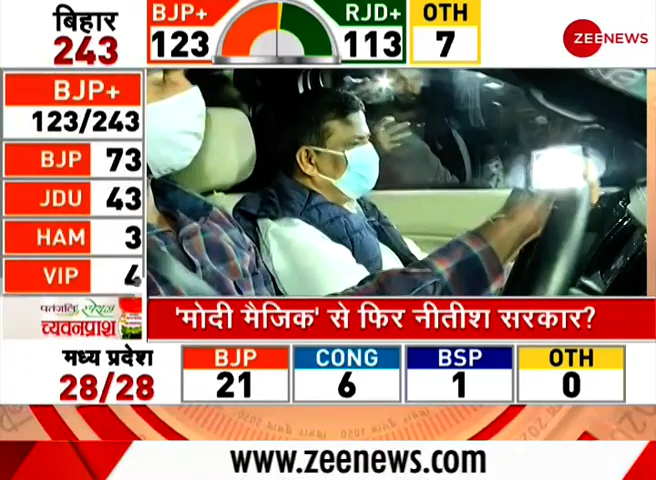 बिहार
243
BJP+
123
RJD+
113
OTH
7
ZEENEWS
BJP+
123/243
BJP 73
JDU 43
HAM 3
VIP 4
पतंजलि स्पेशल
च्यवनप्राश
'मोदी मैजिक' से फिर नीतीश सरकार?
मध्य प्रदेश
28/28
BJP
21
CONG
6
BSP
1
OTH
0
www.zeenews.com